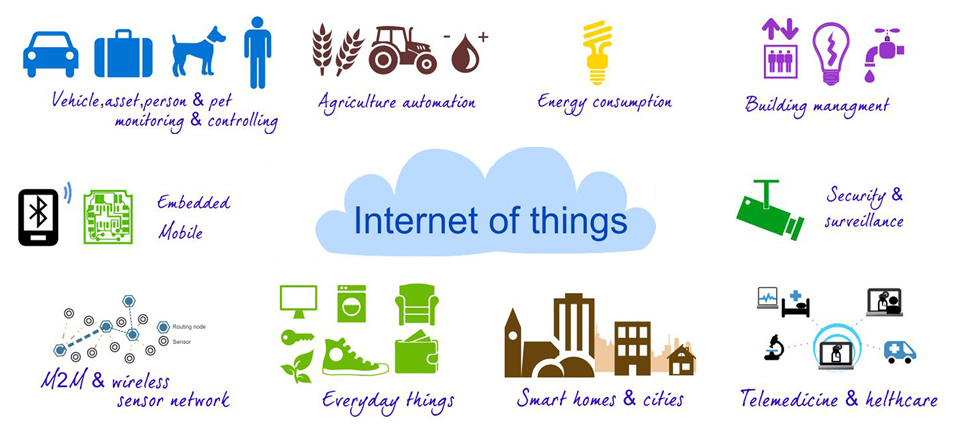 Vehicle,asset,person & pet
monitoring & controlling
Agriculture automation
- +
Energy consumption
Building managment
Embedded
Mobile
Internet of things
Security &
surveillance
Routing node
Sensor
M2M & wireless
sensor network
Everyday things
Smart homes & cities
Telemedicine & helthcare